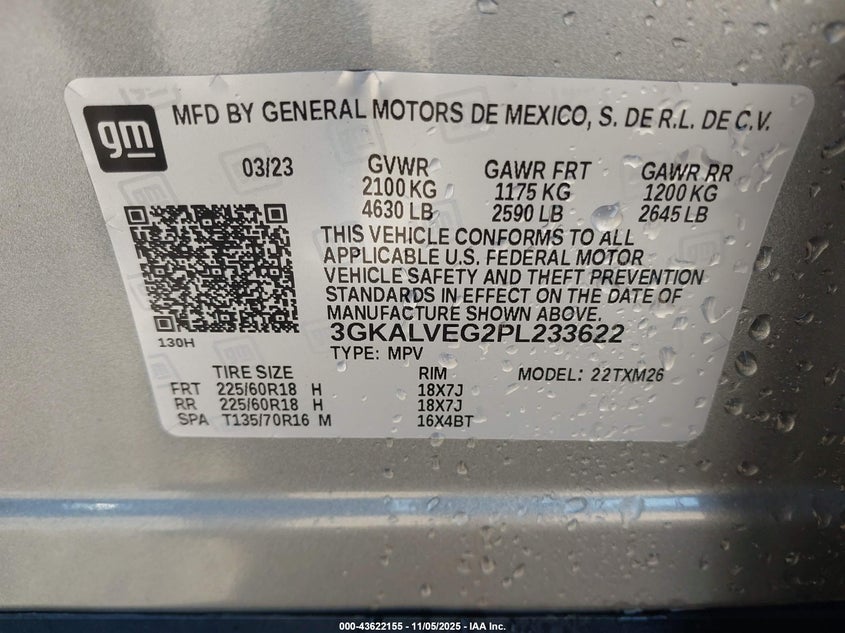 gm
MFD BY GENERAL MOTORS DE MEXICO, S. DE R.L. DE C.V.
03/23 GVWR GAWR FRT GAWR RR
2100 KG 1175 KG 1200 KG
4630 LB 2590 LB 2645 LB
THIS VEHICLE CONFORMS TO ALL
APPLICABLE U.S. FEDERAL MOTOR
VEHICLE SAFETY AND THEFT PREVENTION
STANDARDS IN EFFECT ON THE DATE OF
MANUFACTURE SHOWN ABOVE.
130H
3GKALVEG2PL233622
TYPE: MPV
TIRE SIZE RIM MODEL: 22TXM26
FRT 225/60R18 H 18X7J
RR 225/60R18 H 18X7J
SPA T135/70R16 M 16X4BT
000-43622155 - 11/05/2025 - IAA Inc.